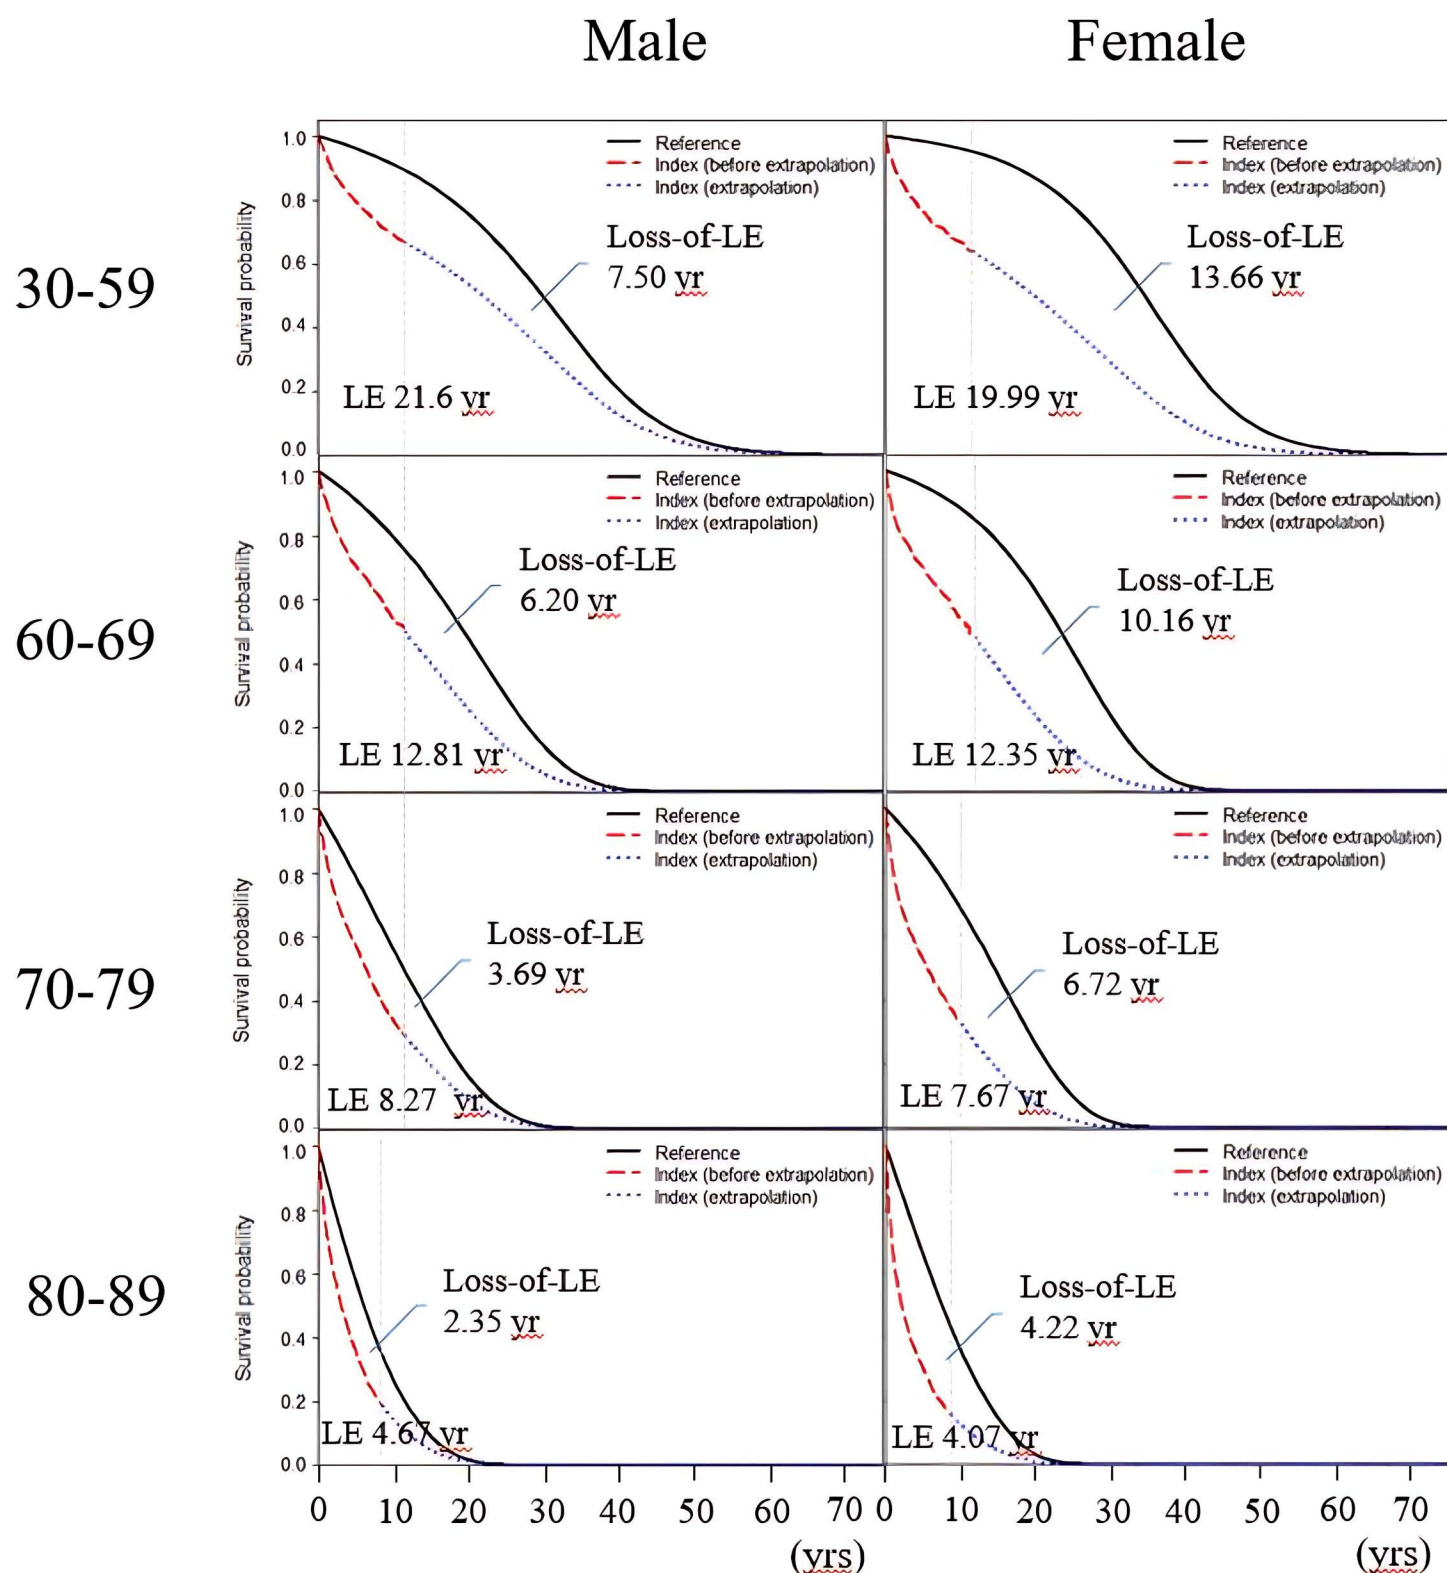 Male Female
30-59
Survival probability
1.0
0.8
0.6
0.4
0.2
0.0
Reference
Index (before extrapolation)
Index (extrapolation)
Loss-of-LE
7.50 yr
LE 21.6 yr
Reference
Index (before extrapolation)
Index (extrapolation)
Loss-of-LE
13.66 yr
LE 19.99 yr
60-69
Survival probability
1.0
0.8
0.6
0.4
0.2
0.0
Reference
Index (before extrapolation)
Index (extrapolation)
Loss-of-LE
6.20 yr
LE 12.81 yr
Reference
Index (before extrapolation)
Index (extrapolation)
Loss-of-LE
10.16 yr
LE 12.35 yr
70-79
Survival probability
1.0
0.8
0.6
0.4
0.2
0.0
Reference
Index (before extrapolation)
Index (extrapolation)
Loss-of-LE
3.69 yr
LE 8.27 yr
Reference
Index (before extrapolation)
Index (extrapolation)
Loss-of-LE
6.72 yr
LE 7.67 yr
80-89
Survival probability
1.0
0.8
0.6
0.4
0.2
0.0
Reference
Index (before extrapolation)
Index (extrapolation)
Loss-of-LE
2.35 yr
LE 4.67 yr
Reference
Index (before extrapolation)
Index (extrapolation)
Loss-of-LE
4.22 yr
LE 4.07 yr
0 10 20 30 40 50 60 70 0 10 20 30 40 50 60 70
(yrs) (yrs)